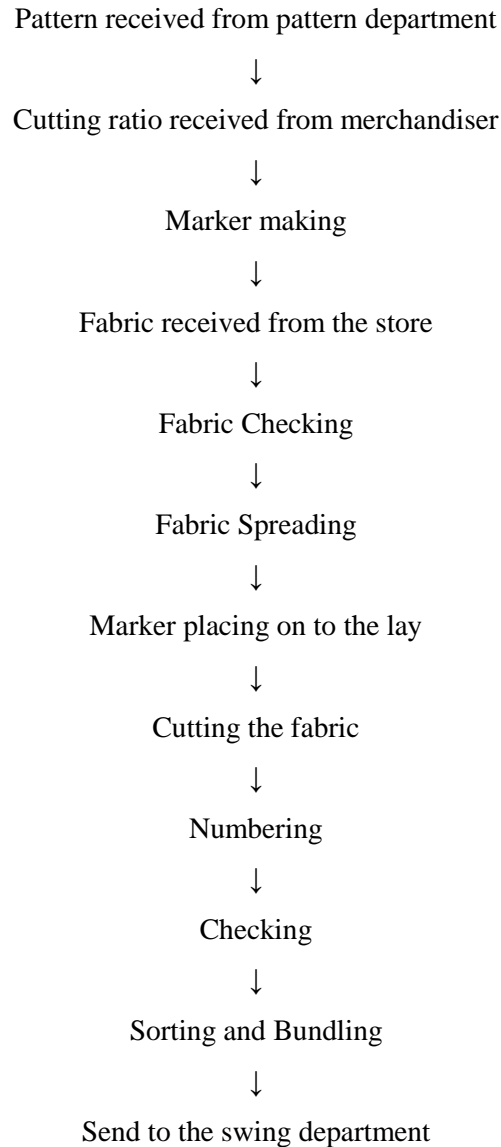 Pattern received from pattern department
↓
Cutting ratio received from merchandiser
↓
Marker making
↓
Fabric received from the store
↓
Fabric Checking
↓
Fabric Spreading
↓
Marker placing on to the lay
↓
Cutting the fabric
↓
Numbering
↓
Checking
↓
Sorting and Bundling
↓
Send to the swing department